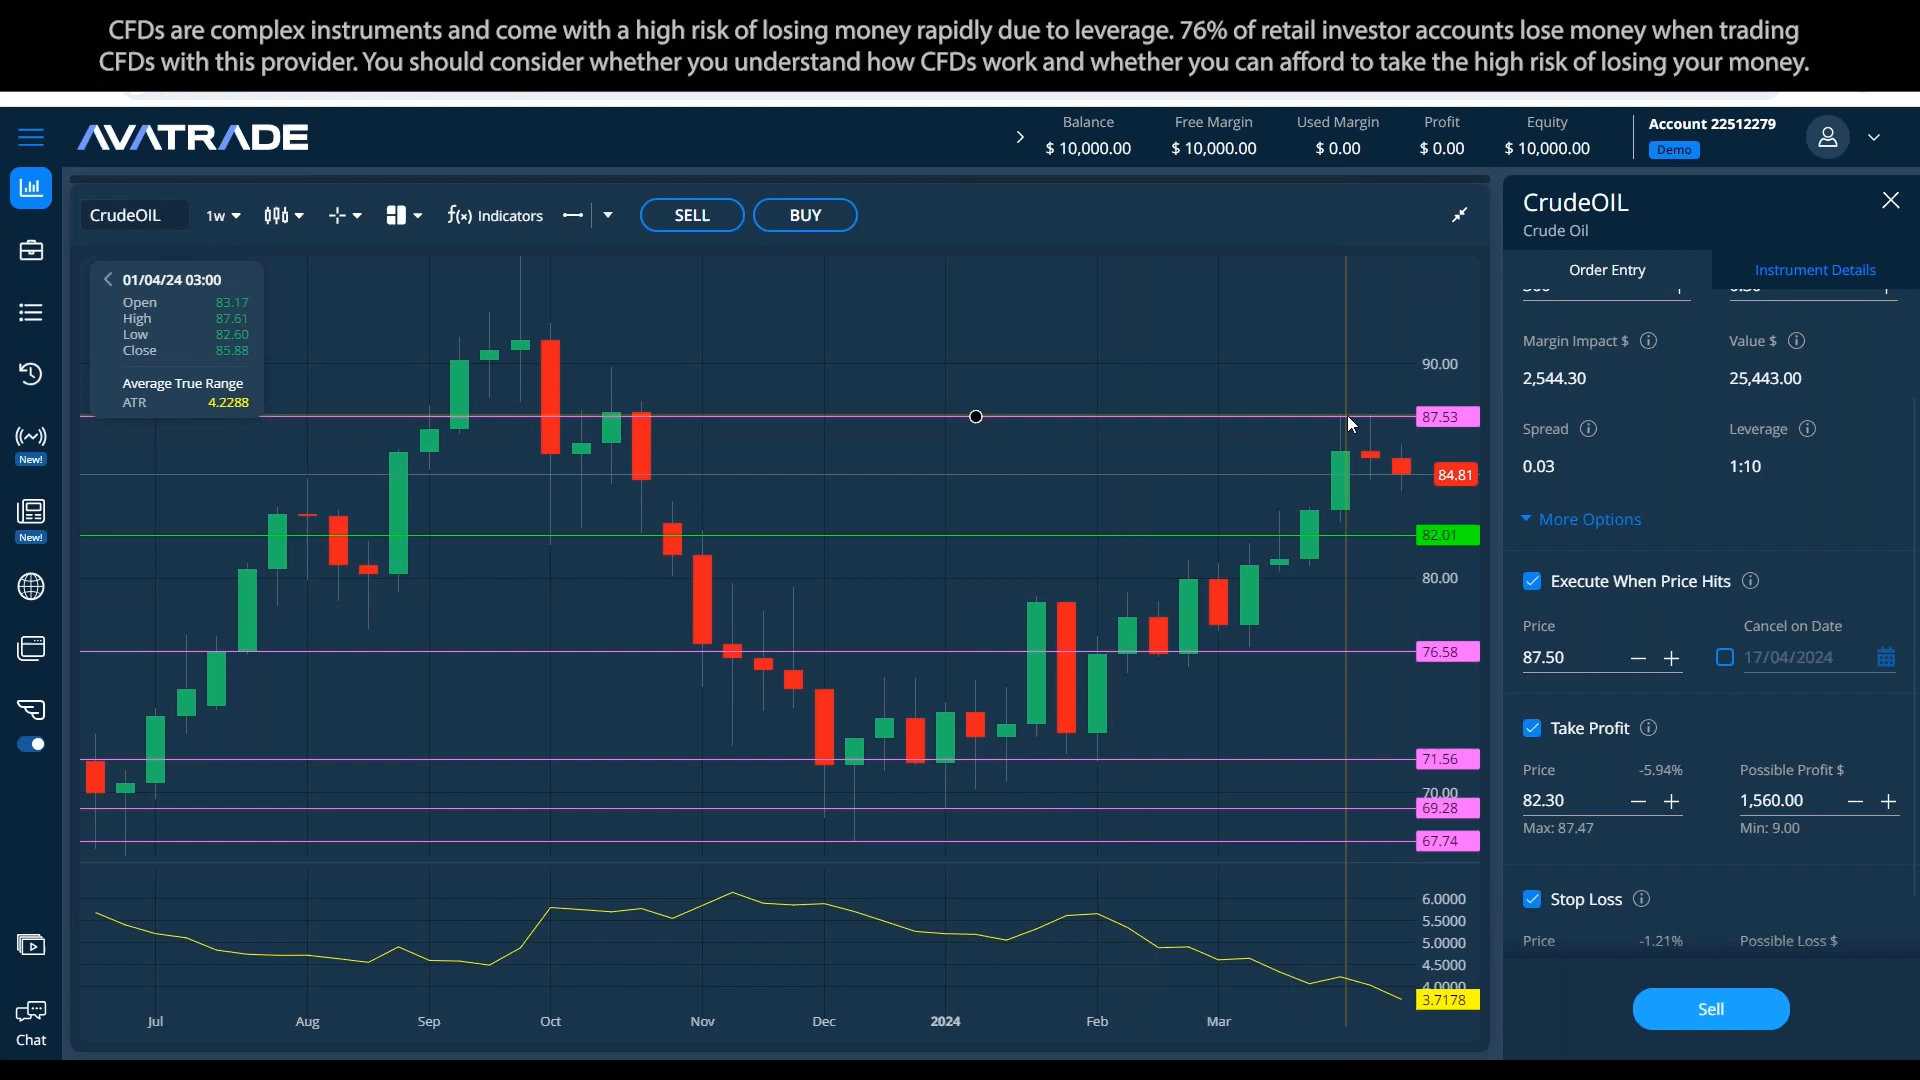 CFDs are complex instruments and come with a high risk of losing money rapidly due to leverage. 76% of retail investor accounts lose money when trading
CFDs with this provider. You should consider whether you understand how CFDs work and whether you can afford to take the high risk of losing your money.
AVATRADE
Balance
$ 10,000.00
Free Margin
$ 10,000.00
Used Margin
$ 0.00
Profit
$ 0.00
Equity
$ 10,000.00
Account 22512279
Demo
CrudeOIL
1w
f(x) Indicators
SELL
BUY
01/04/24 03:00
Open 83.17
High 87.61
Low 82.60
Close 85.88
Average True Range
ATR 4.2288
90.00
87.53
84.81
82.01
80.00
76.58
71.56
70.00
69.28
67.74
6.0000
5.5000
5.0000
4.5000
4.0000
3.7178
Jul Aug Sep Oct Nov Dec 2024 Feb Mar
New!
New!
Chat
CrudeOIL
Crude Oil
Order Entry
Instrument Details
Margin Impact $
Value $
2,544.30
25,443.00
Spread
Leverage
0.03
1:10
More Options
Execute When Price Hits
Price
Cancel on Date
87.50
17/04/2024
Take Profit
Price -5.94%
Possible Profit $
82.30
1,560.00
Max: 87.47
Min: 9.00
Stop Loss
Price -1.21%
Possible Loss $
Sell